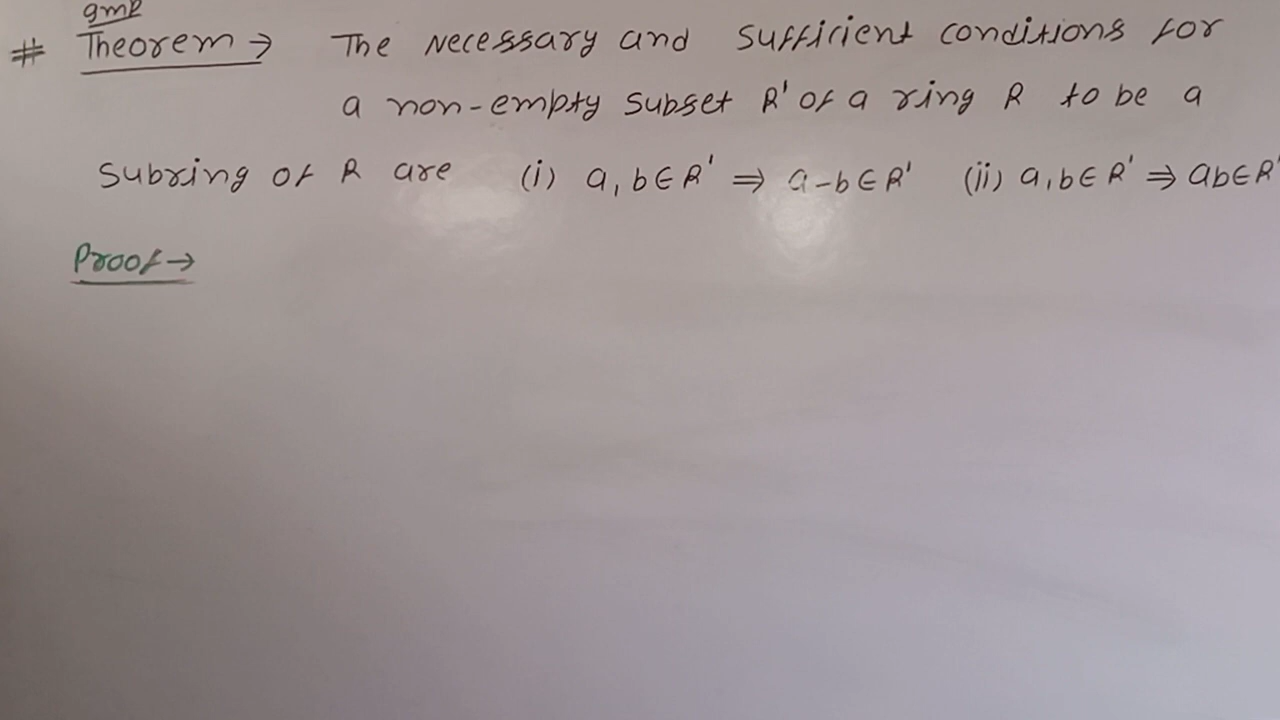 Imp
# Theorem → The Necessary and sufficient conditions for
a non-empty subset R' of a ring R to be a
Subring of R are (i) a, b ∈ R' ⇒ a-b ∈ R' (ii) a, b ∈ R' ⇒ ab ∈ R'
Proof →